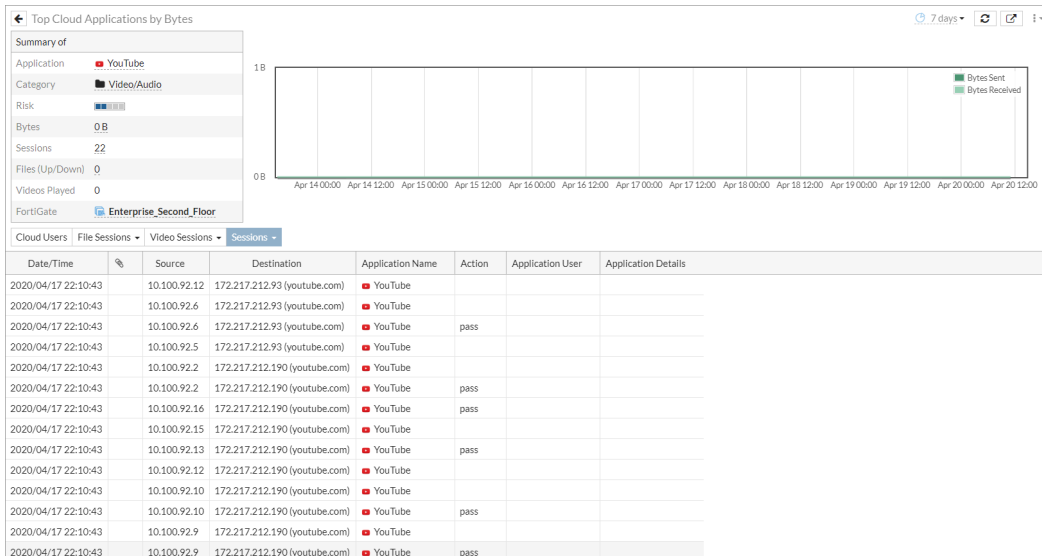 Top Cloud Applications by Bytes
7 days
Summary of
Application YouTube
Category Video/Audio
Risk
Bytes 0 B
Sessions 22
Files (Up/Down) 0
Videos Played 0
FortiGate Enterprise_Second_Floor
1 B
Bytes Sent
Bytes Received
0 B
Apr 14 00:00 Apr 14 12:00 Apr 15 00:00 Apr 15 12:00 Apr 16 00:00 Apr 16 12:00 Apr 17 00:00 Apr 17 12:00 Apr 18 00:00 Apr 18 12:00 Apr 19 00:00 Apr 19 12:00 Apr 20 00:00 Apr 20 12:00
Cloud Users File Sessions Video Sessions Sessions
Date/Time Source Destination Application Name Action Application User Application Details
2020/04/17 22:10:43 10.100.92.12 172.217.212.93 (youtube.com) YouTube
2020/04/17 22:10:43 10.100.92.6 172.217.212.93 (youtube.com) YouTube
2020/04/17 22:10:43 10.100.92.6 172.217.212.93 (youtube.com) YouTube pass
2020/04/17 22:10:43 10.100.92.5 172.217.212.93 (youtube.com) YouTube
2020/04/17 22:10:43 10.100.92.2 172.217.212.190 (youtube.com) YouTube
2020/04/17 22:10:43 10.100.92.2 172.217.212.190 (youtube.com) YouTube pass
2020/04/17 22:10:43 10.100.92.16 172.217.212.190 (youtube.com) YouTube pass
2020/04/17 22:10:43 10.100.92.15 172.217.212.190 (youtube.com) YouTube
2020/04/17 22:10:43 10.100.92.13 172.217.212.190 (youtube.com) YouTube pass
2020/04/17 22:10:43 10.100.92.12 172.217.212.190 (youtube.com) YouTube
2020/04/17 22:10:43 10.100.92.10 172.217.212.190 (youtube.com) YouTube
2020/04/17 22:10:43 10.100.92.10 172.217.212.190 (youtube.com) YouTube pass
2020/04/17 22:10:43 10.100.92.9 172.217.212.190 (youtube.com) YouTube
2020/04/17 22:10:43 10.100.92.9 172.217.212.190 (youtube.com) YouTube pass